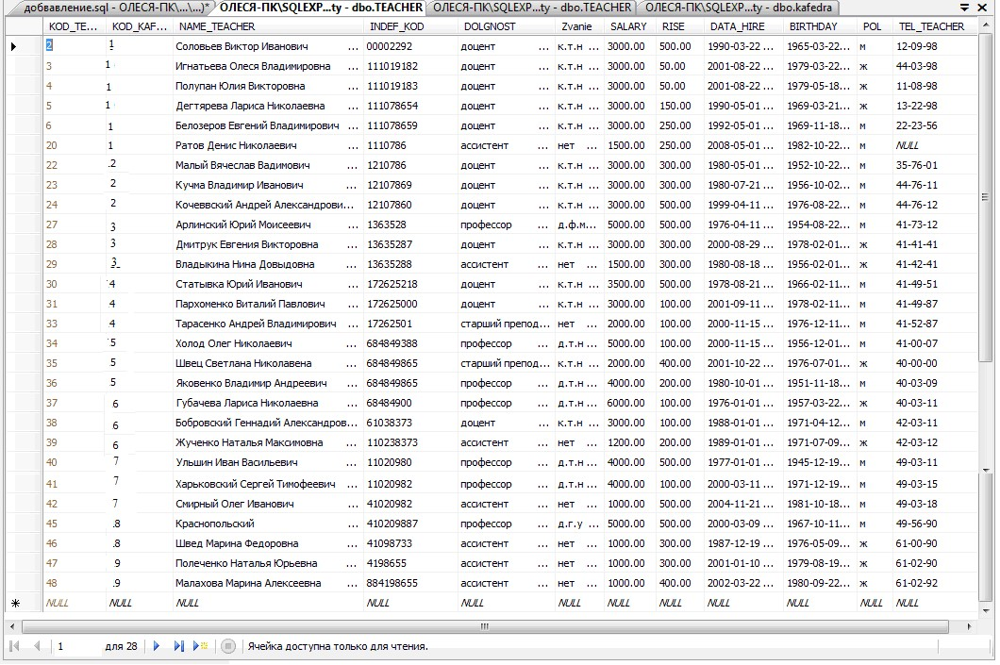 добавление.sql - ОЛЕСЯ-ПК\...\...)* ОЛЕСЯ-ПК\SQLEXP...ty - dbo.TEACHER ОЛЕСЯ-ПК\SQLEXP...ty - dbo.TEACHER ОЛЕСЯ-ПК\SQLEXP...ty - dbo.kafedra
KOD_TE... KOD_KAF... NAME_TEACHER INDEF_KOD DOLGNOST Zvanie SALARY RISE DATA_HIRE BIRTHDAY POL TEL_TEACHER
2 1 Соловьев Виктор Иванович ... 00002292 доцент ... к.т.н ... 3000.00 500.00 1990-03-22 ... 1965-03-22... м 12-09-98
3 1 Игнатьева Олеся Владимировна ... 111019182 доцент ... к.т.н ... 3000.00 50.00 2001-08-22 ... 1979-03-22... ж 44-03-98
4 1 Полупан Юлия Викторовна ... 111019183 доцент ... к.т.н ... 3000.00 50.00 2001-08-22 ... 1979-05-18... ж 11-08-98
5 1 Дегтярева Лариса Николаевна ... 111078654 доцент ... к.т.н ... 3000.00 150.00 1990-05-01 ... 1969-03-21... ж 13-22-98
6 1 Белозеров Евгений Владимирович ... 111078659 доцент ... к.т.н ... 3000.00 250.00 1992-05-01 ... 1969-11-18... м 22-23-56
20 1 Ратов Денис Николаевич ... 1110786 ассистент ... нет ... 1500.00 250.00 2008-05-01 ... 1982-10-22... м NULL
22 .2 Малый Вячеслав Вадимович ... 1210786 доцент ... к.т.н ... 3000.00 300.00 1980-05-01 ... 1952-10-22... м 35-76-01
23 2 Кучма Владимир Иванович ... 12107869 доцент ... к.т.н ... 3000.00 300.00 1980-07-21 ... 1956-10-02... м 44-76-11
24 2 Кочевский Андрей Александрови... 12107860 доцент ... к.т.н ... 3000.00 500.00 1999-04-11 ... 1976-08-22... м 44-76-12
27 3 Арлинский Юрий Моисеевич ... 1363528 профессор ... д.ф.м... 5000.00 500.00 1976-04-11 ... 1954-08-22... м 41-73-12
28 3 Дмитрук Евгения Викторовна ... 13635287 доцент ... к.т.н ... 3000.00 300.00 2000-08-29 ... 1978-02-01... ж 41-41-41
29 3 Владыкина Нина Довыдовна ... 13635288 ассистент ... нет ... 1500.00 300.00 1980-08-18 ... 1956-02-01... ж 41-42-41
30 4 Статывка Юрий Иванович ... 172625218 доцент ... к.т.н ... 3500.00 500.00 1978-08-21 ... 1966-02-11... м 41-49-51
31 4 Пархоменко Виталий Павлович ... 172625000 доцент ... к.т.н ... 3000.00 100.00 2001-09-11 ... 1978-02-11... м 41-49-87
33 4 Тарасенко Андрей Владимирович ... 17262501 старший препод... нет ... 2000.00 100.00 2000-11-15 ... 1976-12-11... м 41-52-87
34 5 Холод Олег Николаевич ... 684849388 профессор ... д.т.н ... 5000.00 100.00 2000-11-15 ... 1956-12-01... м 41-00-07
35 5 Швец Светлана Николавена ... 684849865 старший препод... к.т.н ... 2000.00 400.00 2001-10-22 ... 1976-07-01... ж 40-00-00
36 5 Яковенко Владимир Андреевич ... 684849865 профессор ... д.т.н ... 4000.00 200.00 1980-10-01 ... 1951-11-18... м 40-03-09
37 6 Губачева Лариса Николаевна ... 68484900 профессор ... д.т.н ... 6000.00 100.00 1976-01-01 ... 1957-03-22... ж 40-03-11
38 6 Бобровский Геннадий Александров... 61038373 доцент ... к.т.н ... 3000.00 100.00 1988-01-01 ... 1971-04-12... м 42-03-11
39 6 Жученко Наталья Максимовна ... 110238373 ассистент ... нет ... 1200.00 200.00 1989-01-01 ... 1971-07-09... ж 42-03-12
40 7 Ульшин Иван Васильевич ... 11020980 профессор ... д.т.н ... 4000.00 500.00 1977-01-01 ... 1945-12-19... м 49-03-11
41 7 Харьковский Сергей Тимофеевич ... 11020982 профессор ... д.т.н ... 4000.00 100.00 2000-03-11 ... 1971-12-19... м 49-03-15
42 7 Смирный Олег Иванович ... 41020982 ассистент ... нет ... 1000.00 500.00 2004-11-21 ... 1981-10-18... м 49-03-18
45 .8 Краснопольский ... 410209887 профессор ... д.г.у ... 5000.00 500.00 2000-03-09 ... 1967-10-11... м 49-56-90
46 .8 Швед Марина Федоровна ... 41098733 ассистент ... нет ... 1000.00 300.00 1987-12-19 ... 1976-05-09... ж 61-00-90
47 .9 Полеченко Наталья Юрьевна ... 4198655 ассистент ... нет ... 1000.00 300.00 2001-01-10 ... 1979-08-19... ж 61-02-90
48 .9 Малахова Марина Алексеевна ... 884198655 ассистент ... нет ... 1000.00 400.00 2002-03-22 ... 1980-09-22... ж 61-02-92
NULL NULL NULL NULL NULL NULL NULL NULL NULL NULL NULL NULL
1 для 28 Ячейка доступна только для чтения.